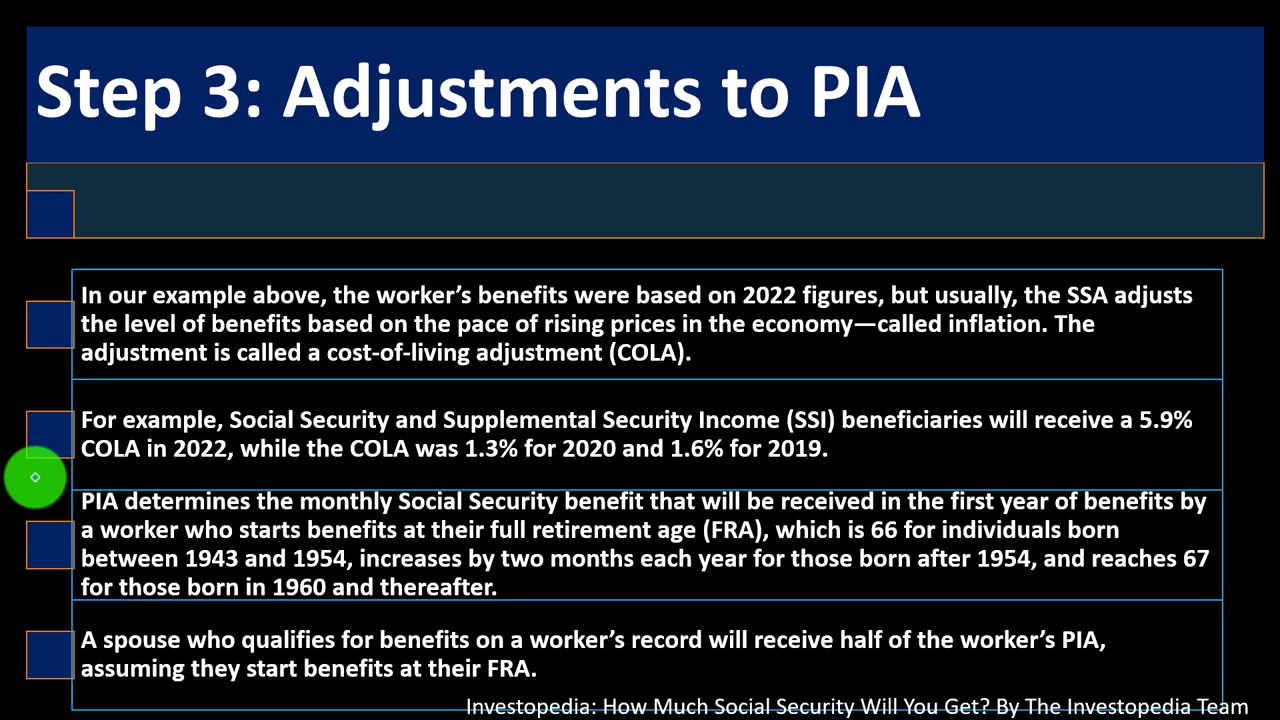 Step 3: Adjustments to PIA
In our example above, the worker’s benefits were based on 2022 figures, but usually, the SSA adjusts
the level of benefits based on the pace of rising prices in the economy—called inflation. The
adjustment is called a cost-of-living adjustment (COLA).
For example, Social Security and Supplemental Security Income (SSI) beneficiaries will receive a 5.9%
COLA in 2022, while the COLA was 1.3% for 2020 and 1.6% for 2019.
PIA determines the monthly Social Security benefit that will be received in the first year of benefits by
a worker who starts benefits at their full retirement age (FRA), which is 66 for individuals born
between 1943 and 1954, increases by two months each year for those born after 1954, and reaches 67
for those born in 1960 and thereafter.
A spouse who qualifies for benefits on a worker’s record will receive half of the worker’s PIA,
assuming they start benefits at their FRA.
Investopedia: How Much Social Security Will You Get? By The Investopedia Team